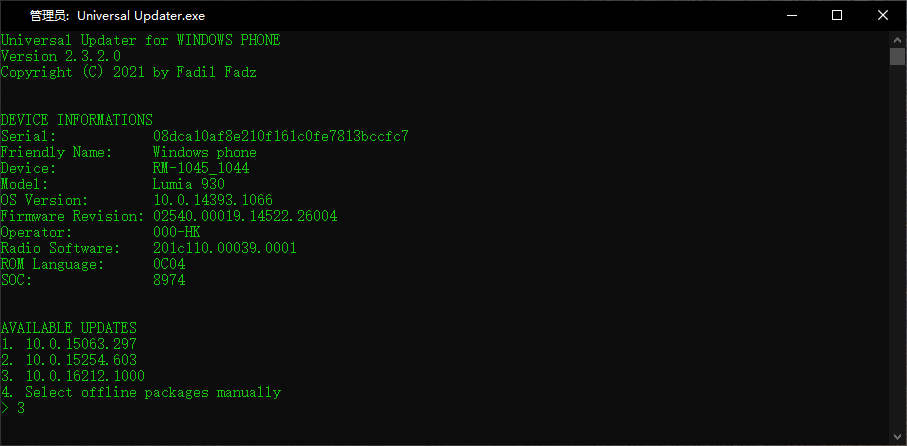 管理员: Universal Updater.exe
Universal Updater for WINDOWS PHONE
Version 2.3.2.0
Copyright (C) 2021 by Fadil Fadz
DEVICE INFORMATIONS
Serial: 08dca10af8e210f161c0fe7813bccfc7
Friendly Name: Windows phone
Device: RM-1045_1044
Model: Lumia 930
OS Version: 10.0.14393.1066
Firmware Revision: 02540.00019.14522.26004
Operator: 000-HK
Radio Software: 201c110.00039.0001
ROM Language: 0C04
SOC: 8974
AVAILABLE UPDATES
1. 10.0.15063.297
2. 10.0.15254.603
3. 10.0.16212.1000
4. Select offline packages manually
> 3